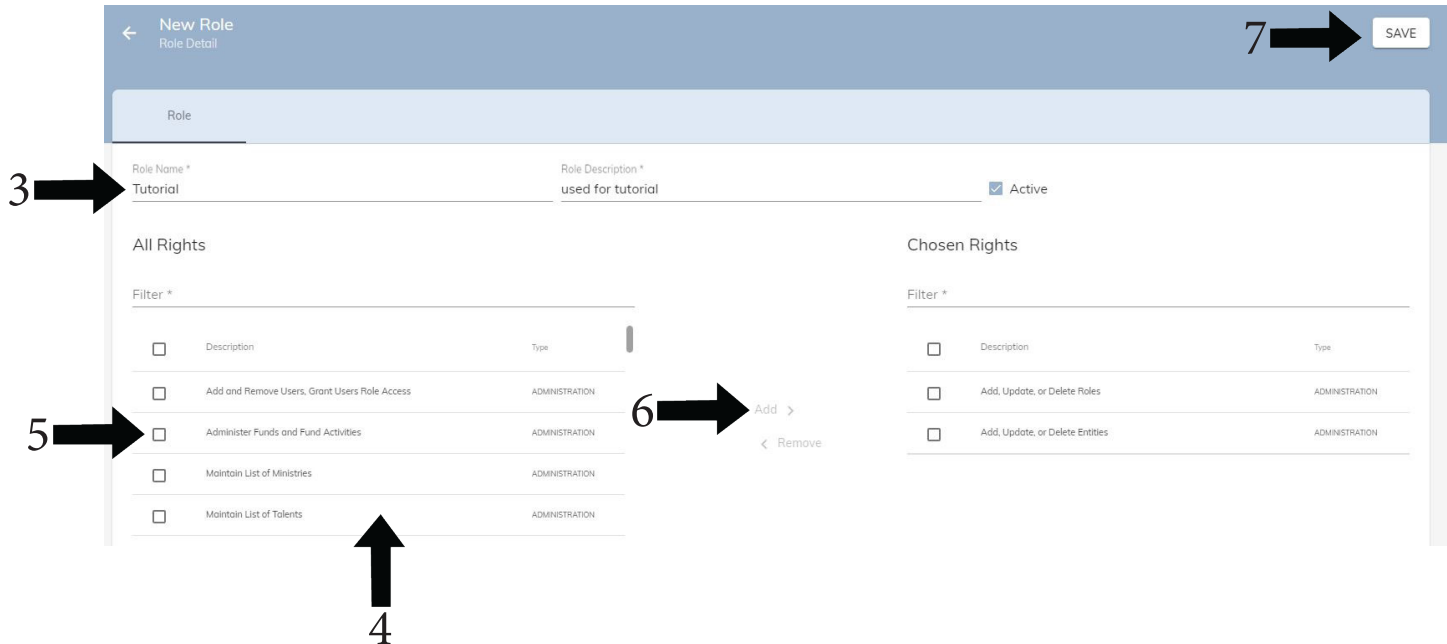 New Role
Role Detail
7
SAVE
Role
Role Name *
Role Description *
3
Tutorial
used for tutorial
Active
All Rights
Chosen Rights
Filter *
Filter *
Description Type
Description Type
Add and Remove Users, Grant Users Role Access ADMINISTRATION
Add, Update, or Delete Roles ADMINISTRATION
6
Add >
5
Administer Funds and Fund Activities ADMINISTRATION
Add, Update, or Delete Entities ADMINISTRATION
< Remove
Maintain List of Ministries ADMINISTRATION
Maintain List of Talents ADMINISTRATION
4